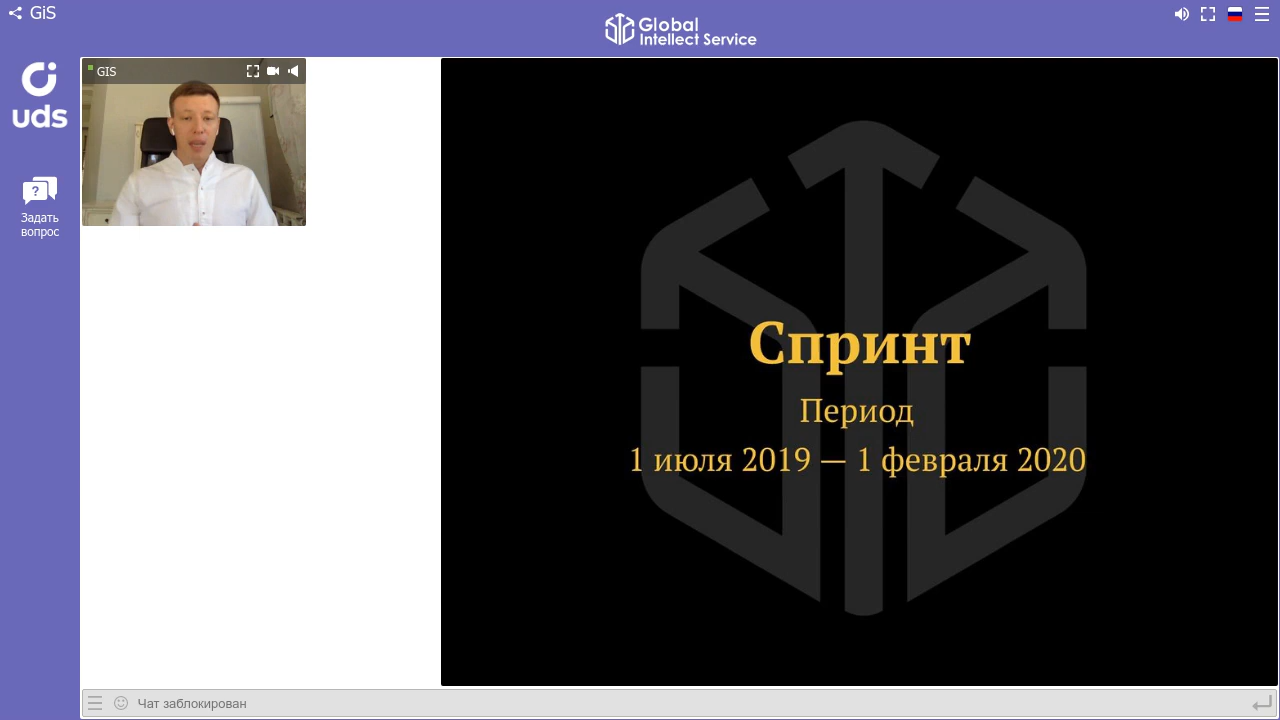 GiS
Global
Intellect Service
uds
Задать
вопрос
GIS
Спринт
Период
1 июля 2019 — 1 февраля 2020
Чат заблокирован